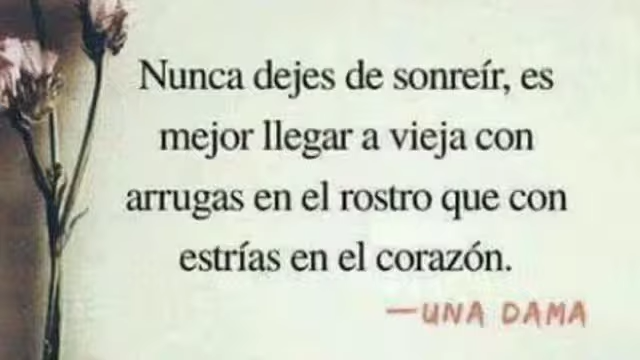 Nunca dejes de sonreír, es
mejor llegar a vieja con
arrugas en el rostro que con
estrías en el corazón.
—UNA DAMA